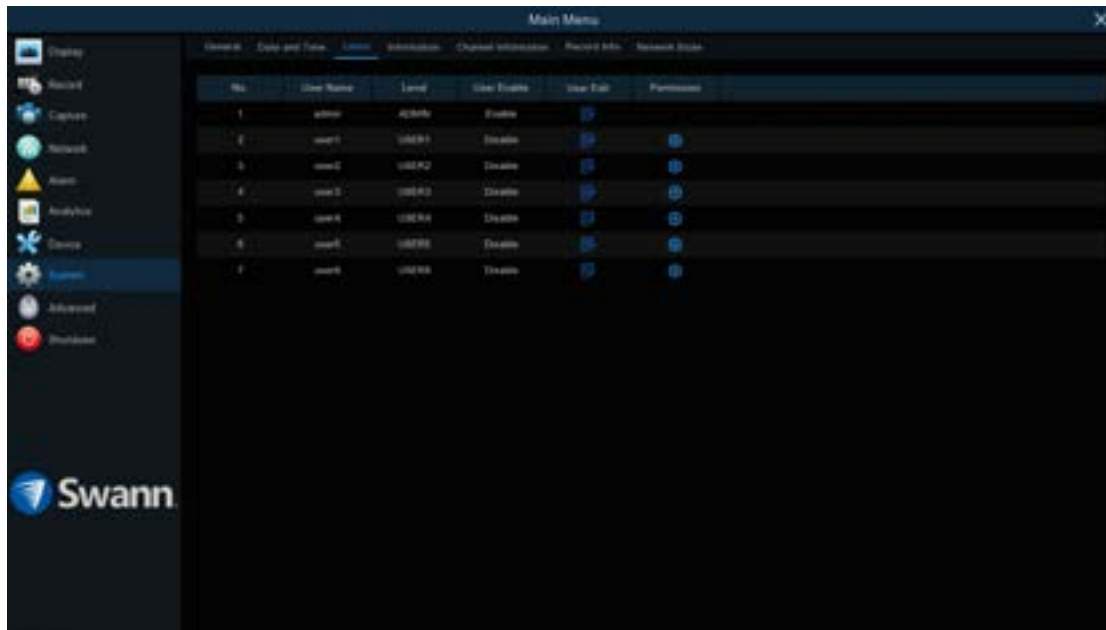 Main Menu
X
Display
Record
Capture
Network
Alarm
Analytics
Device
System
Advanced
Shutdown
Swann
General Date and Time Users Information Channel Information Record Info Network State
No. User Name Level User Enable User Edit Permission
1 admin ADMIN Enable
2 user1 USER1 Disable
3 user2 USER2 Disable
4 user3 USER3 Disable
5 user4 USER4 Disable
6 user5 USER5 Disable
7 user6 USER6 Disable